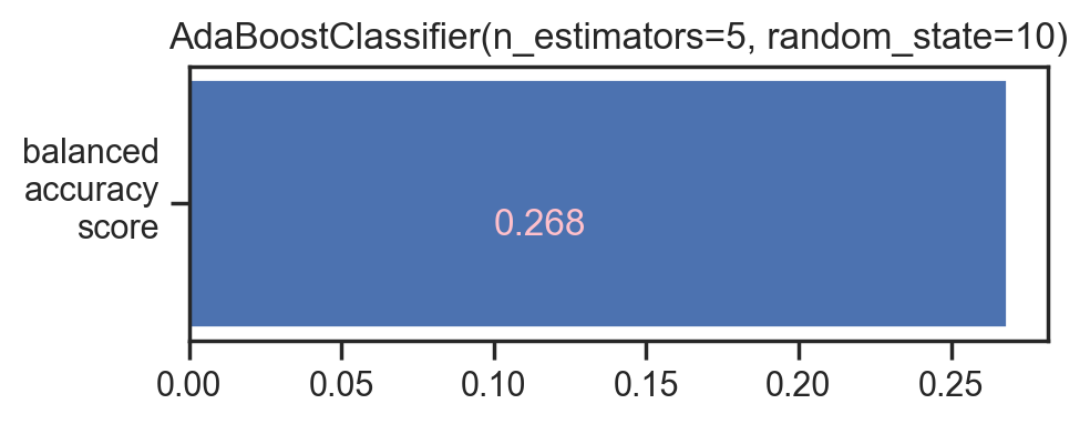 AdaBoostClassifier(n_estimators=5, random_state=10)
balanced
accuracy
score
0.268
0.00 0.05 0.10 0.15 0.20 0.25